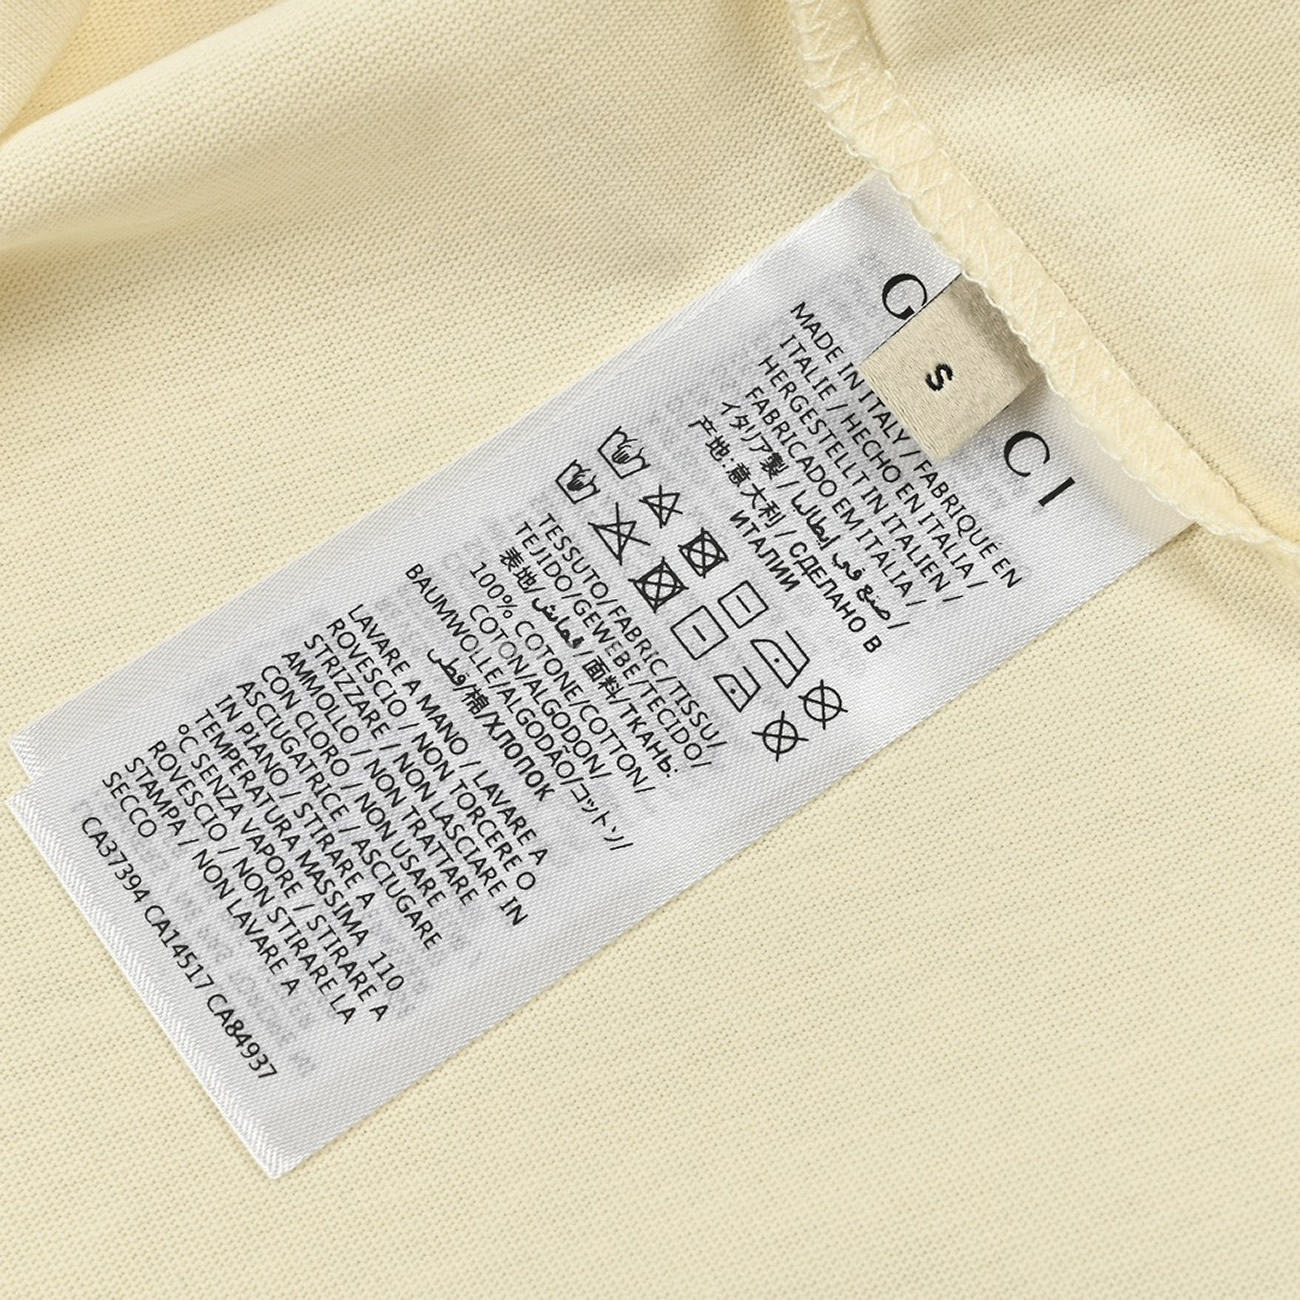 G CI
S
MADE IN ITALY / FABRIQUÉ EN
ITALIE / HECHO EN ITALIA /
HERGESTELLT IN ITALIEN /
FABRICADO EM ITÁLIA /
イタリア製 / صنع في إيطاليا /
产地:意大利 / СДЕЛАНО В
ИТАЛИИ
TESSUTO/FABRIC/TISSU/
TEJIDO/GEWEBE/TECIDO/
表地/قماش/面料/ТКАНЬ:
100% COTONE/COTTON/
COTON/ALGODON/
BAUMWOLLE/ALGODÃO/コットン/
قطن/棉/ХЛОПОК
LAVARE A MANO / LAVARE A
ROVESCIO / NON TORCERE O
STRIZZARE / NON LASCIARE IN
AMMOLLO / NON TRATTARE
CON CLORO / NON USARE
ASCIUGATRICE / ASCIUGARE
IN PIANO / STIRARE A
TEMPERATURA MASSIMA 110
°C SENZA VAPORE / STIRARE A
ROVESCIO / NON STIRARE LA
STAMPA / NON LAVARE A
SECCO
CA37394 CA14517 CA84937